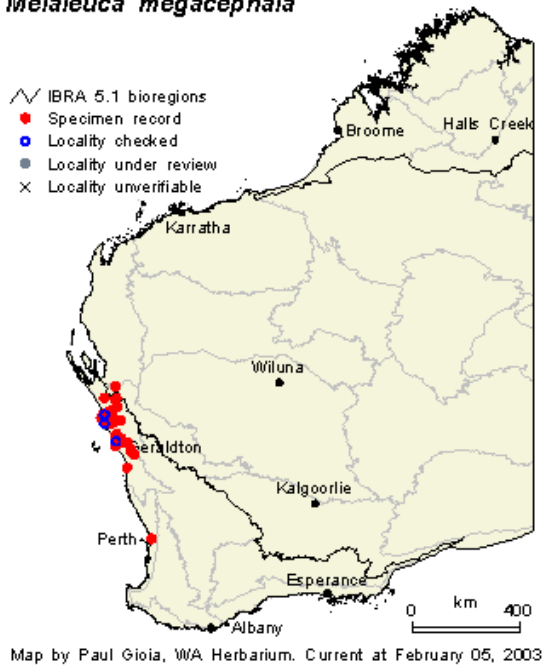 Melaleuca megacephala
IBRA 5.1 bioregions
Specimen record
Locality checked
Locality under review
Locality unverifiable
Broome
Halls Creek
Karratha
Wiluna
Geraldton
Kalgoorlie
Perth
Esperance
Albany
km
0 400
Map by Paul Gioia, WA Herbarium. Current at February 05, 2003